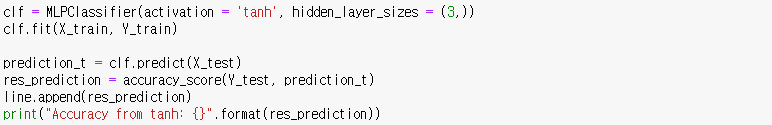 clf = MLPClassifier(activation = 'tanh', hidden_layer_sizes = (3,))
clf.fit(X_train, Y_train)
prediction_t = clf.predict(X_test)
res_prediction = accuracy_score(Y_test, prediction_t)
line.append(res_prediction)
print("Accuracy from tanh: {}".format(res_prediction))